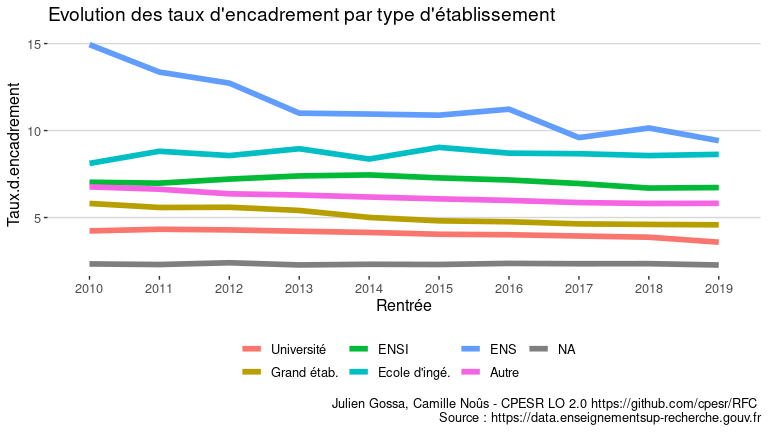 Evolution des taux d'encadrement par type d'établissement
Taux.d.encadrement
15
10
5
2010 2011 2012 2013 2014 2015 2016 2017 2018 2019
Rentrée
Université ENSI ENS NA
Grand étab. Ecole d'ingé. Autre
Julien Gossa, Camille Noûs - CPESR LO 2.0 https://github.com/cpesr/RFC
Source : https://data.enseignementsup-recherche.gouv.fr